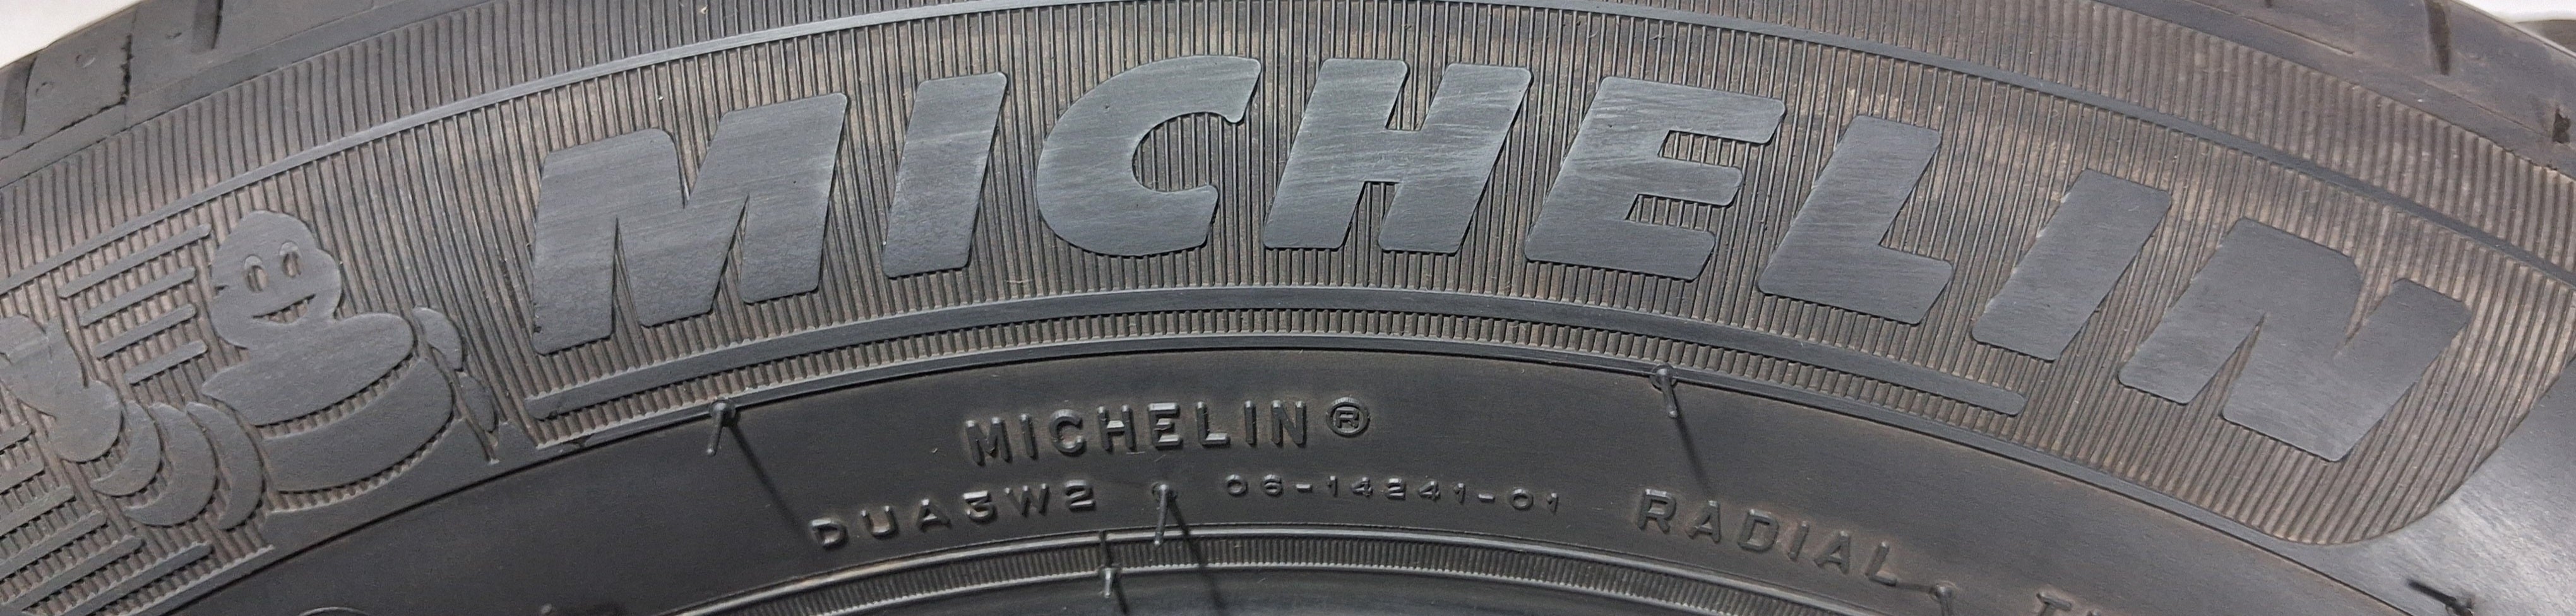 MICHELIN
MICHELIN®
DUA3W2 06-14241-01 RADIAL